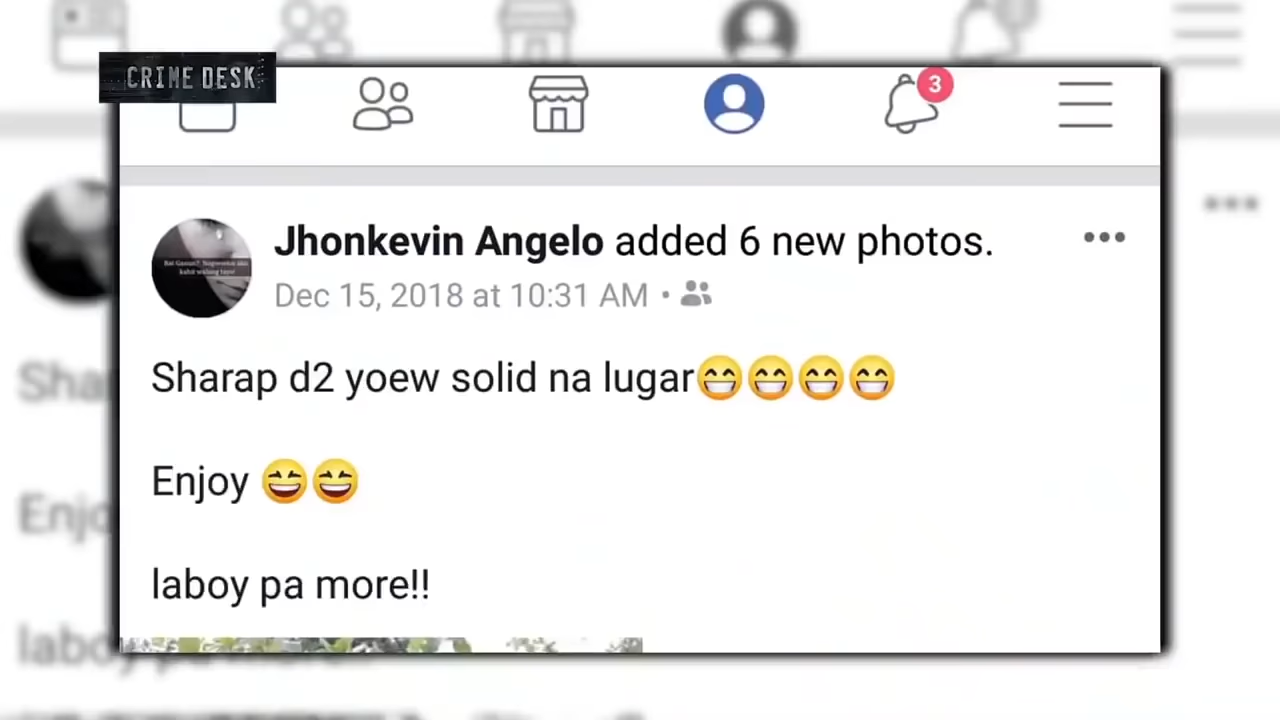 CRIME DESK
3
Jhonkevin Angelo added 6 new photos.
Dec 15, 2018 at 10:31 AM
Sharap d2 yoew solid na lugar😁😁😁😁
Enjoy 😆😆
laboy pa more!!